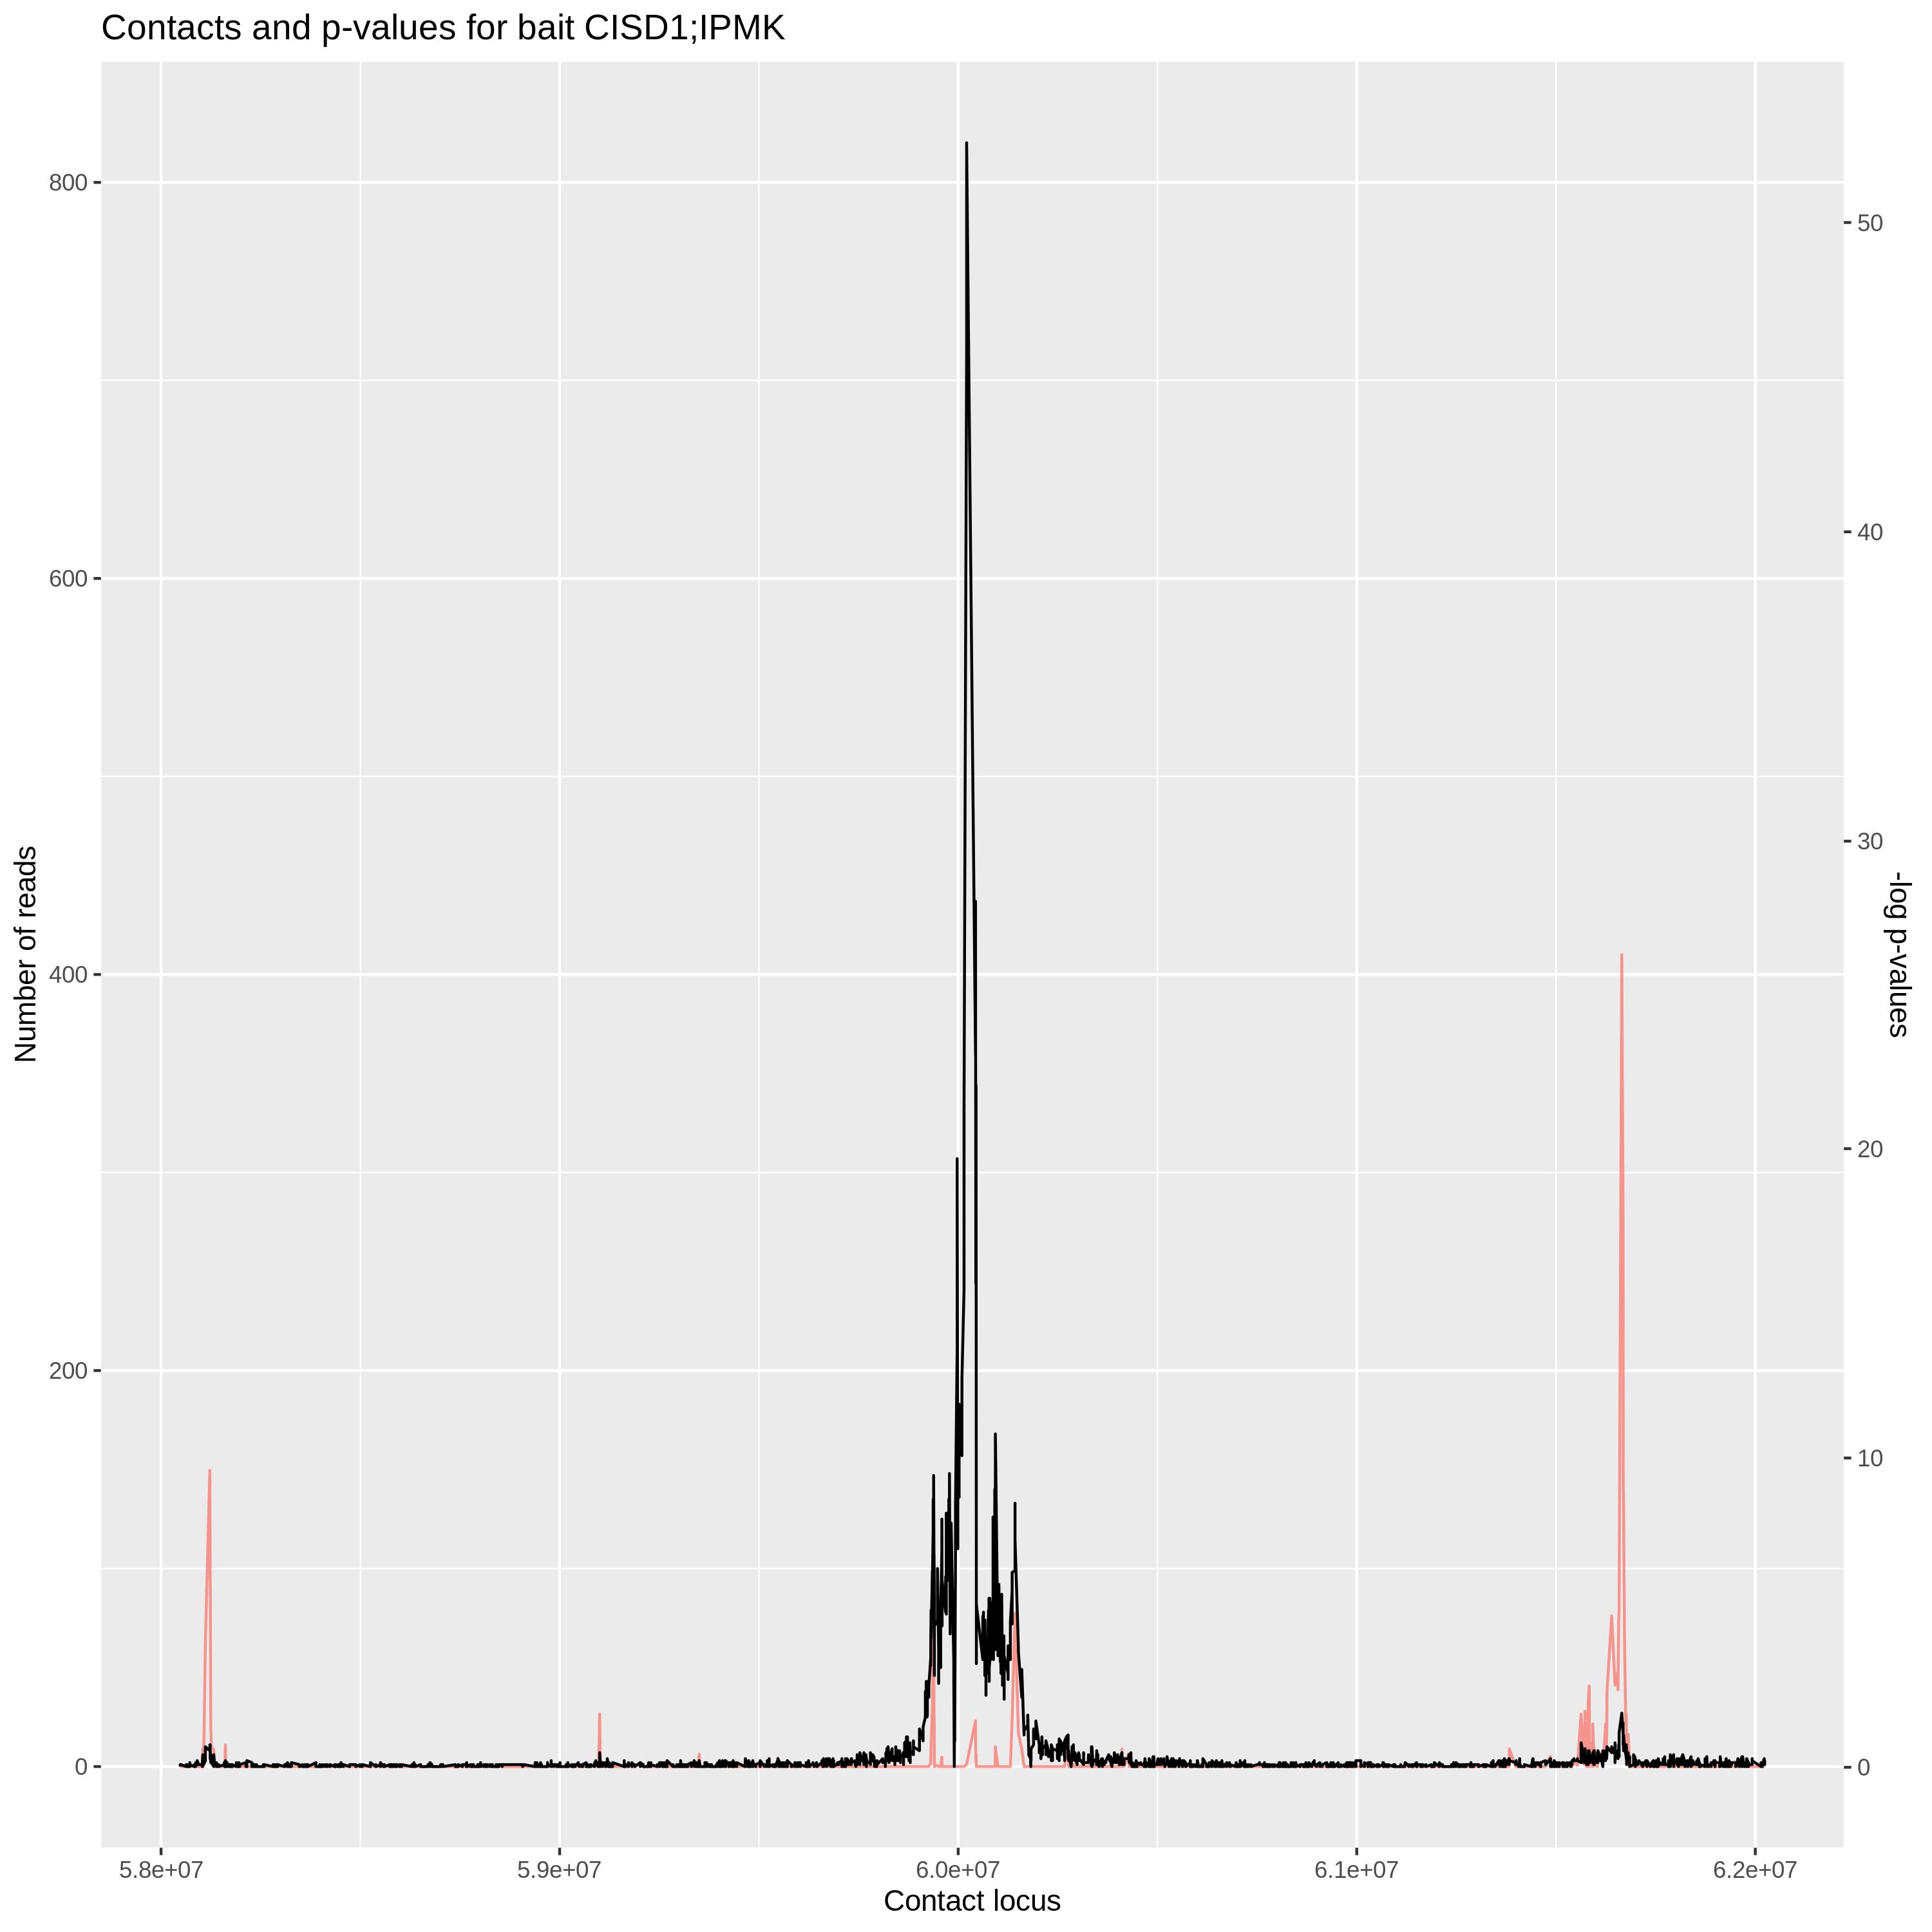 Contacts and p-values for bait CISD1;IPMK
800
600
400
200
0
Number of reads
50
40
30
20
10
0
-log p-values
5.8e+07
5.9e+07
6.0e+07
6.1e+07
6.2e+07
Contact locus